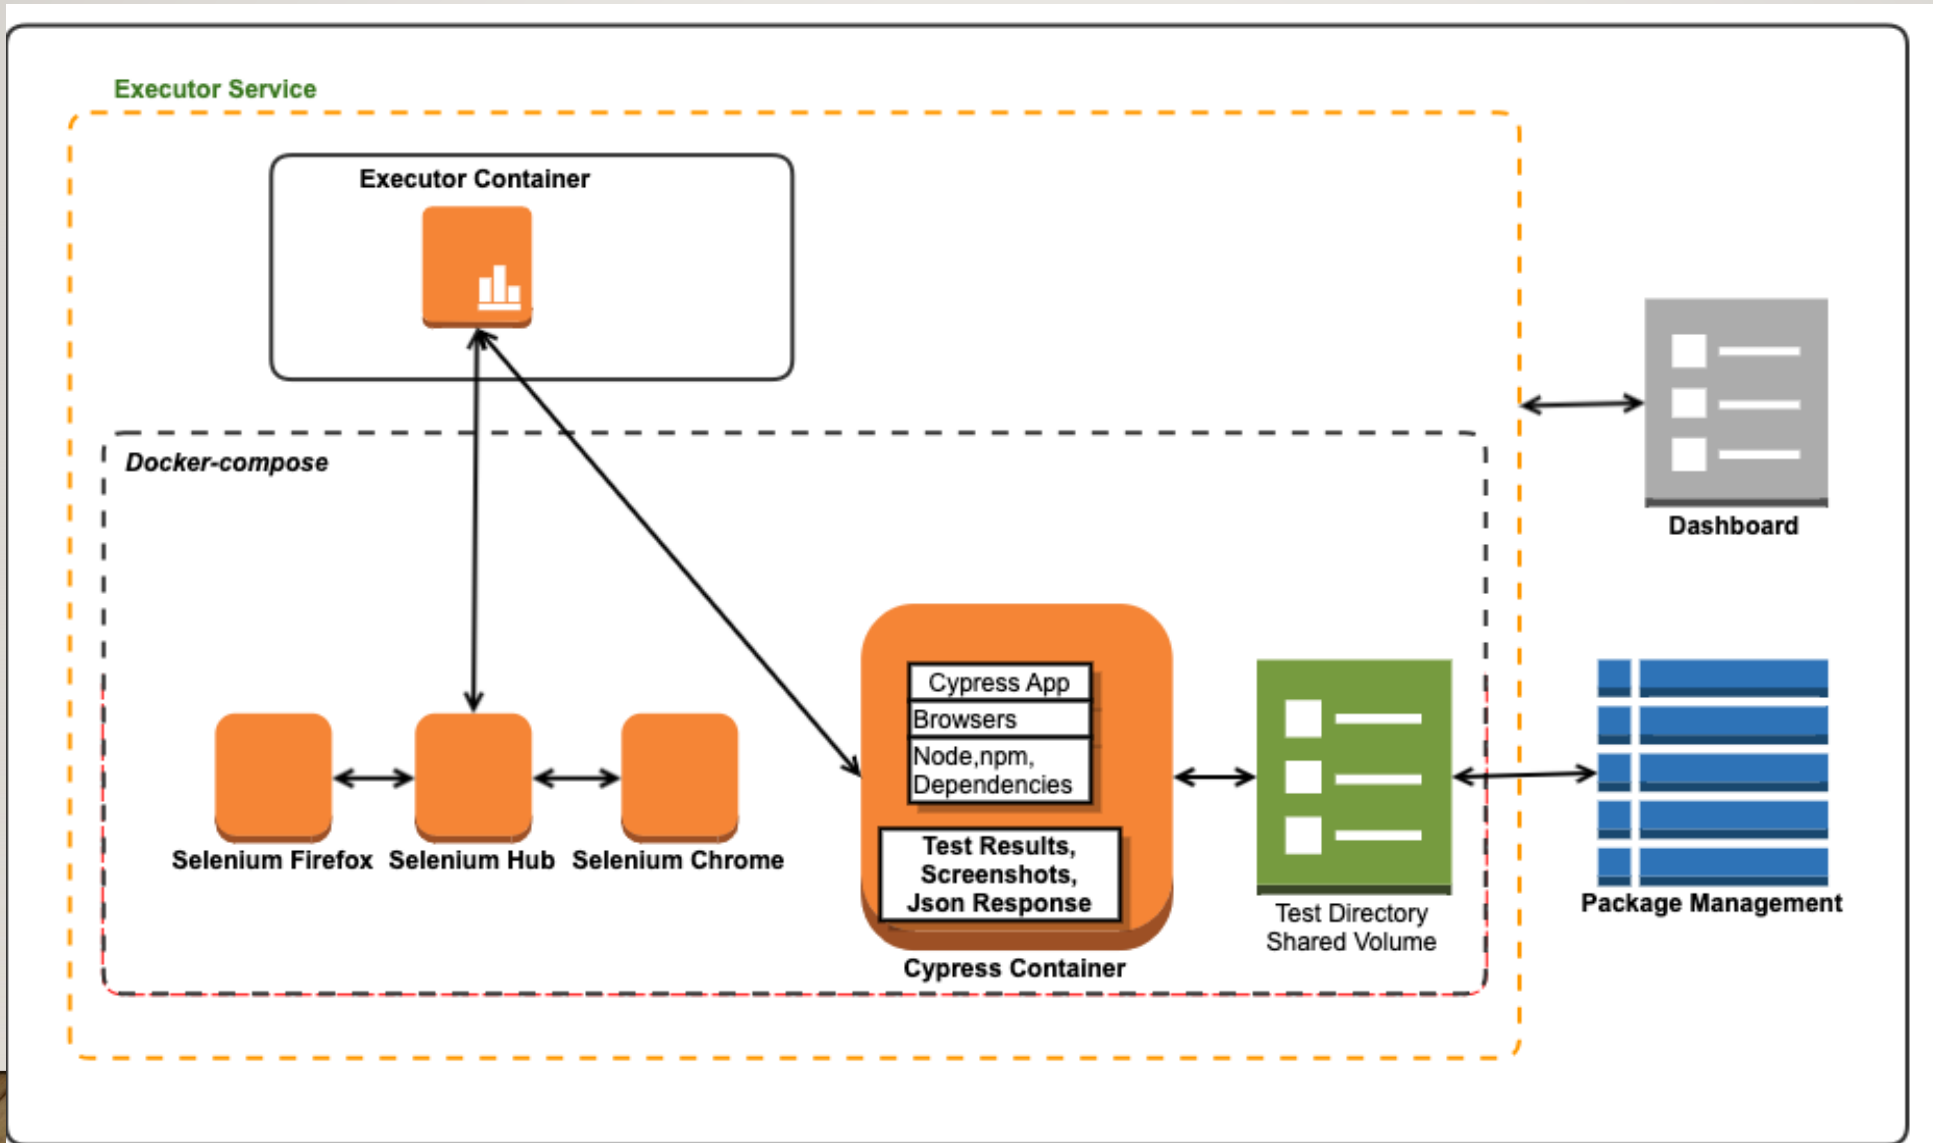 Executor Service
Executor Container
Docker-compose
Dashboard
Cypress App
Browsers
Node,npm,
Dependencies
Test Results,
Screenshots,
Json Response
Selenium Firefox
Selenium Hub
Selenium Chrome
Cypress Container
Test Directory
Shared Volume
Package Management